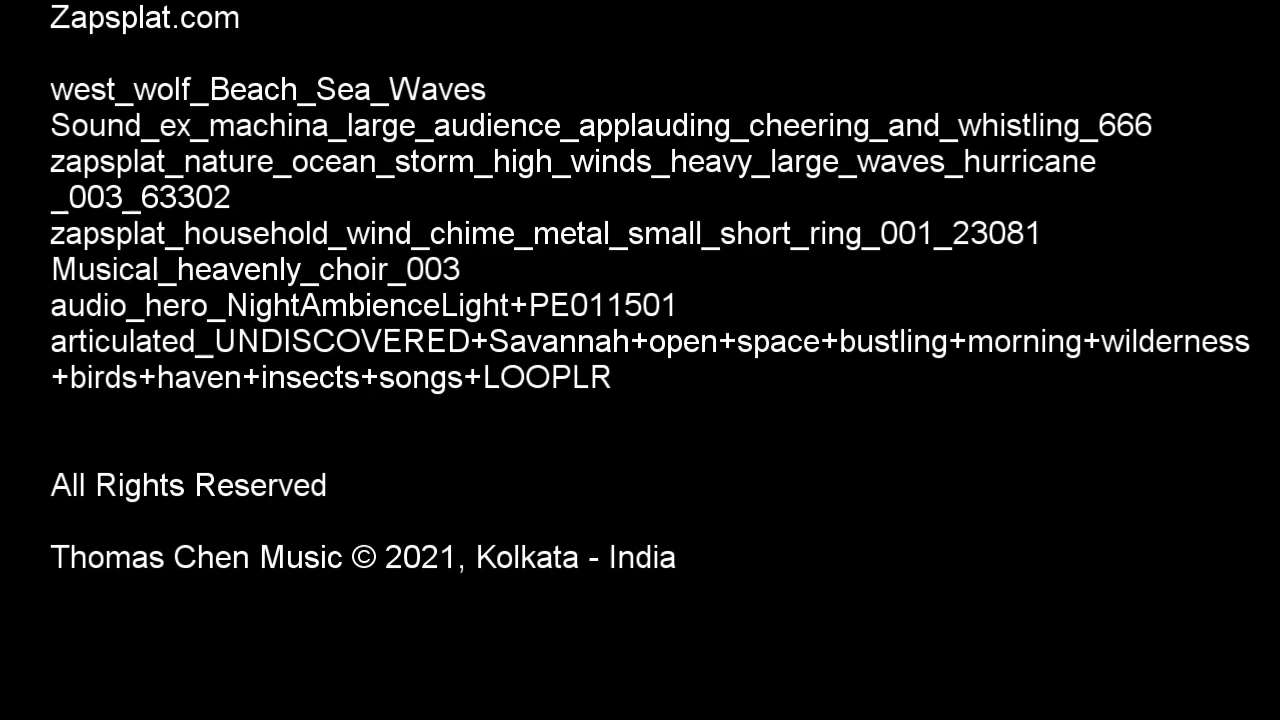 Zapsplat.com
west_wolf_Beach_Sea_Waves
Sound_ex_machina_large_audience_applauding_cheering_and_whistling_666
zapsplat_nature_ocean_storm_high_winds_heavy_large_waves_hurricane
_003_63302
zapsplat_household_wind_chime_metal_small_short_ring_001_23081
Musical_heavenly_choir_003
audio_hero_NightAmbienceLight+PE011501
articulated_UNDISCOVERED+Savannah+open+space+bustling+morning+wilderness
+birds+haven+insects+songs+LOOPLR
All Rights Reserved
Thomas Chen Music © 2021, Kolkata - India